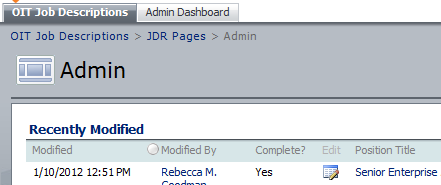 OIT Job Descriptions Admin Dashboard
OIT Job Descriptions > JDR Pages > Admin
Admin
Recently Modified
Modified Modified By Complete? Edit Position Title
1/10/2012 12:51 PM Rebecca M. Yes Senior Enterprise
Goodman